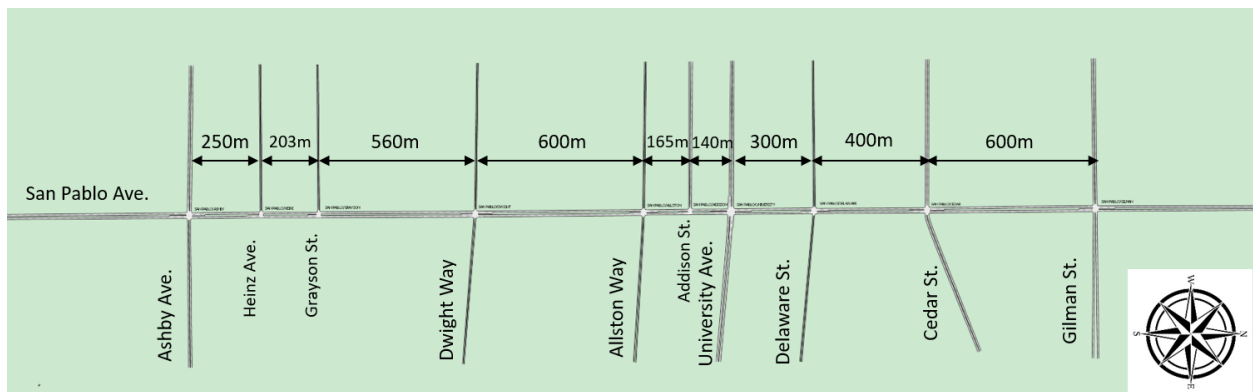 250m
203m
560m
600m
165m
140m
300m
400m
600m
San Pablo Ave.
Ashby Ave.
Heinz Ave.
Grayson St.
Dwight Way
Allston Way
Addison St.
University Ave.
Delaware St.
Cedar St.
Gilman St.
W
S
N
E